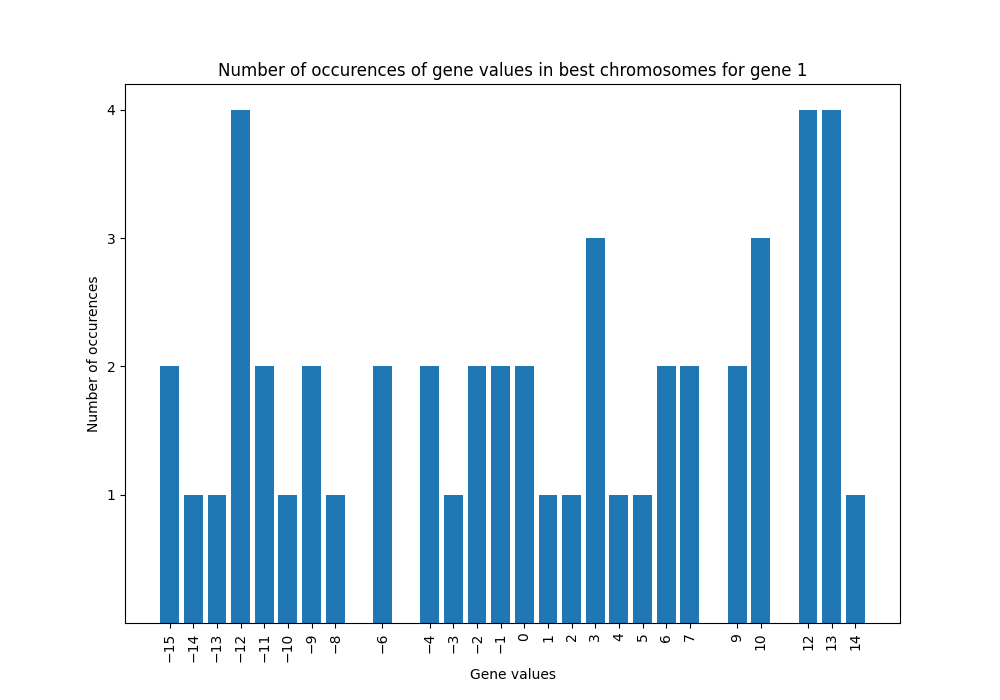 Number of occurences of gene values in best chromosomes for gene 1
Number of occurences
4
3
2
1
−15 −14 −13 −12 −11 −10 −9 −8 −6 −4 −3 −2 −1 0 1 2 3 4 5 6 7 9 10 12 13 14
Gene values